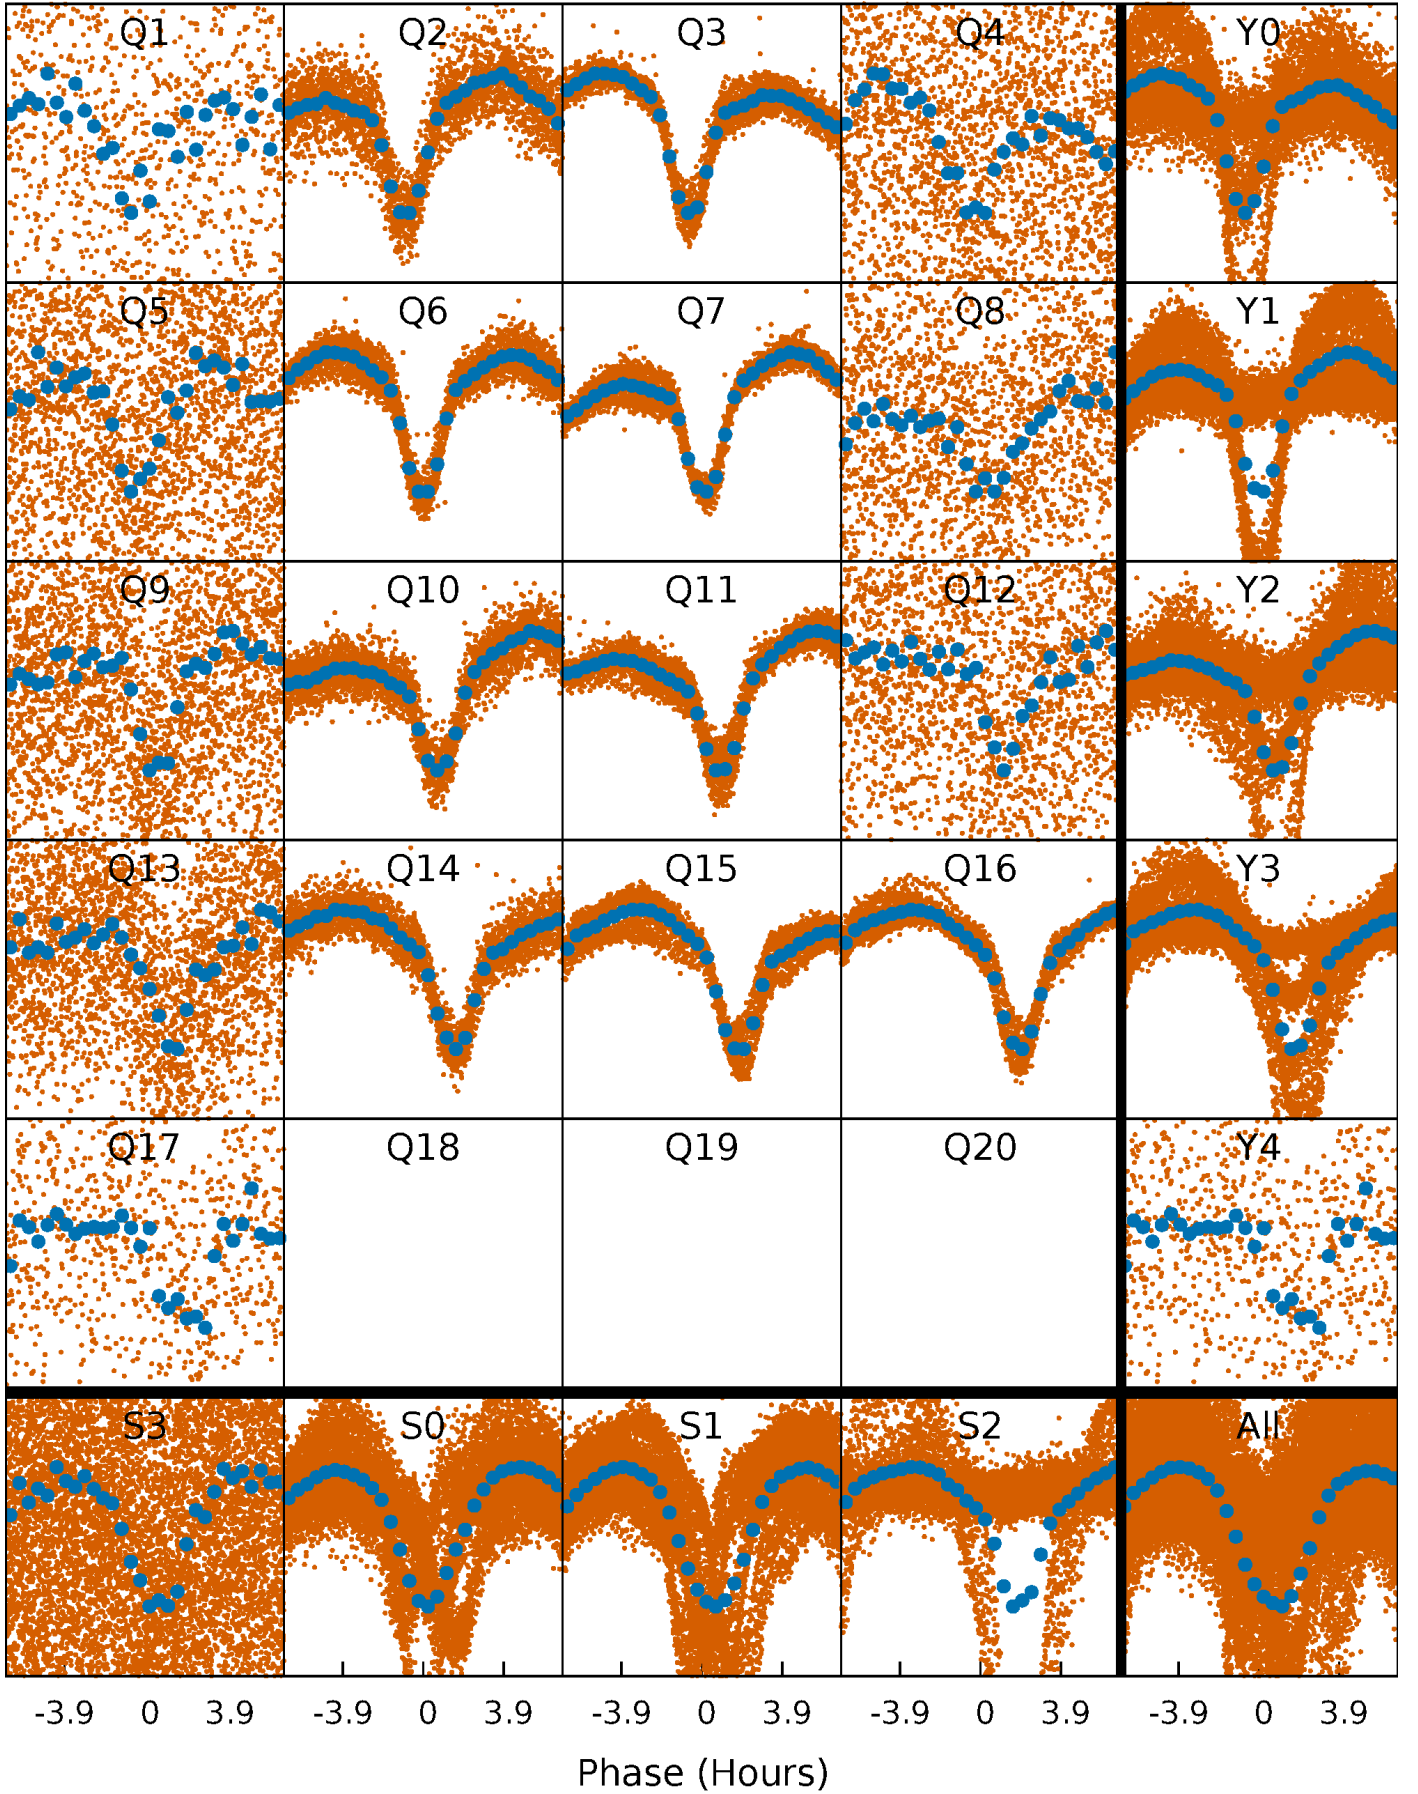 Q1 Q2 Q3 Q4 Y0
Q5 Q6 Q7 Q8 Y1
Q9 Q10 Q11 Q12 Y2
Q13 Q14 Q15 Q16 Y3
Q17 Q18 Q19 Q20 Y4
S3 S0 S1 S2 All
-3.9 0 3.9 -3.9 0 3.9 -3.9 0 3.9 -3.9 0 3.9 -3.9 0 3.9
Phase (Hours)